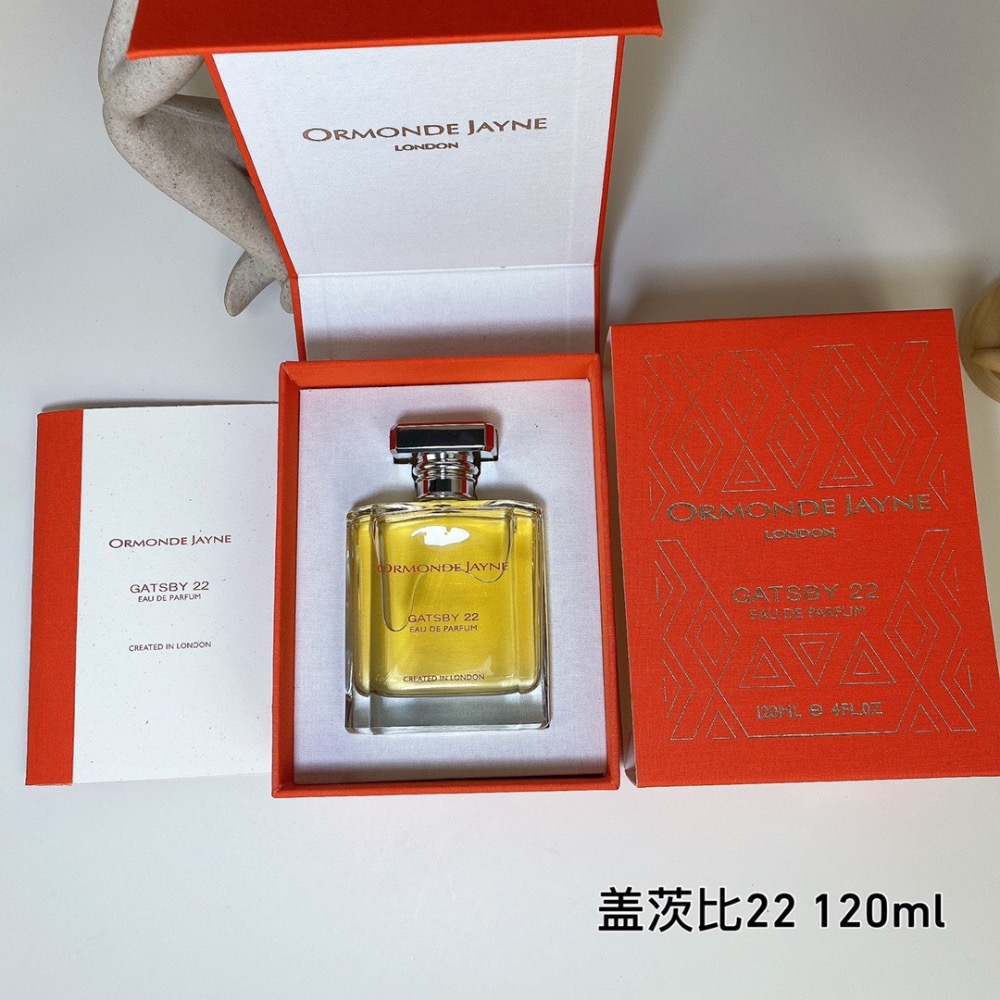 ORMONDE JAYNE
LONDON
ORMONDE JAYNE
GATSBY 22
EAU DE PARFUM
CREATED IN LONDON
ORMONDE JAYNE
GATSBY 22
EAU DE PARFUM
CREATED IN LONDON
ORMONDE JAYNE
LONDON
GATSBY 22
EAU DE PARFUM
120ML ℮ 4FL.OZ
盖茨比22 120ml